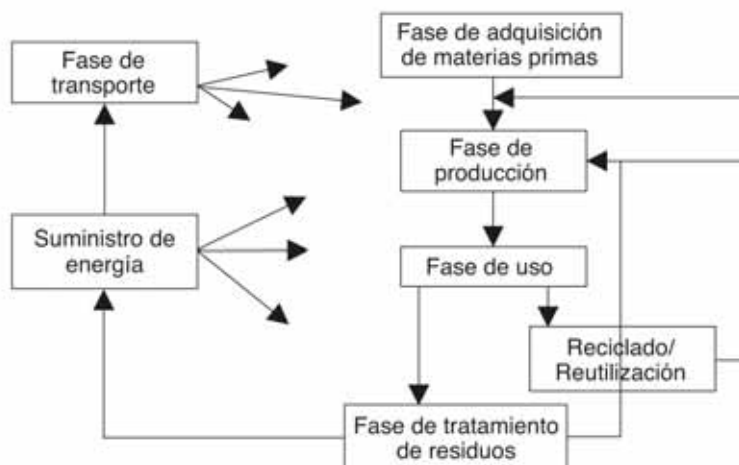 Fase de
transporte
Fase de adquisición
de materias primas
Fase de
producción
Suministro de
energía
Fase de uso
Reciclado/
Reutilización
Fase de tratamiento
de residuos